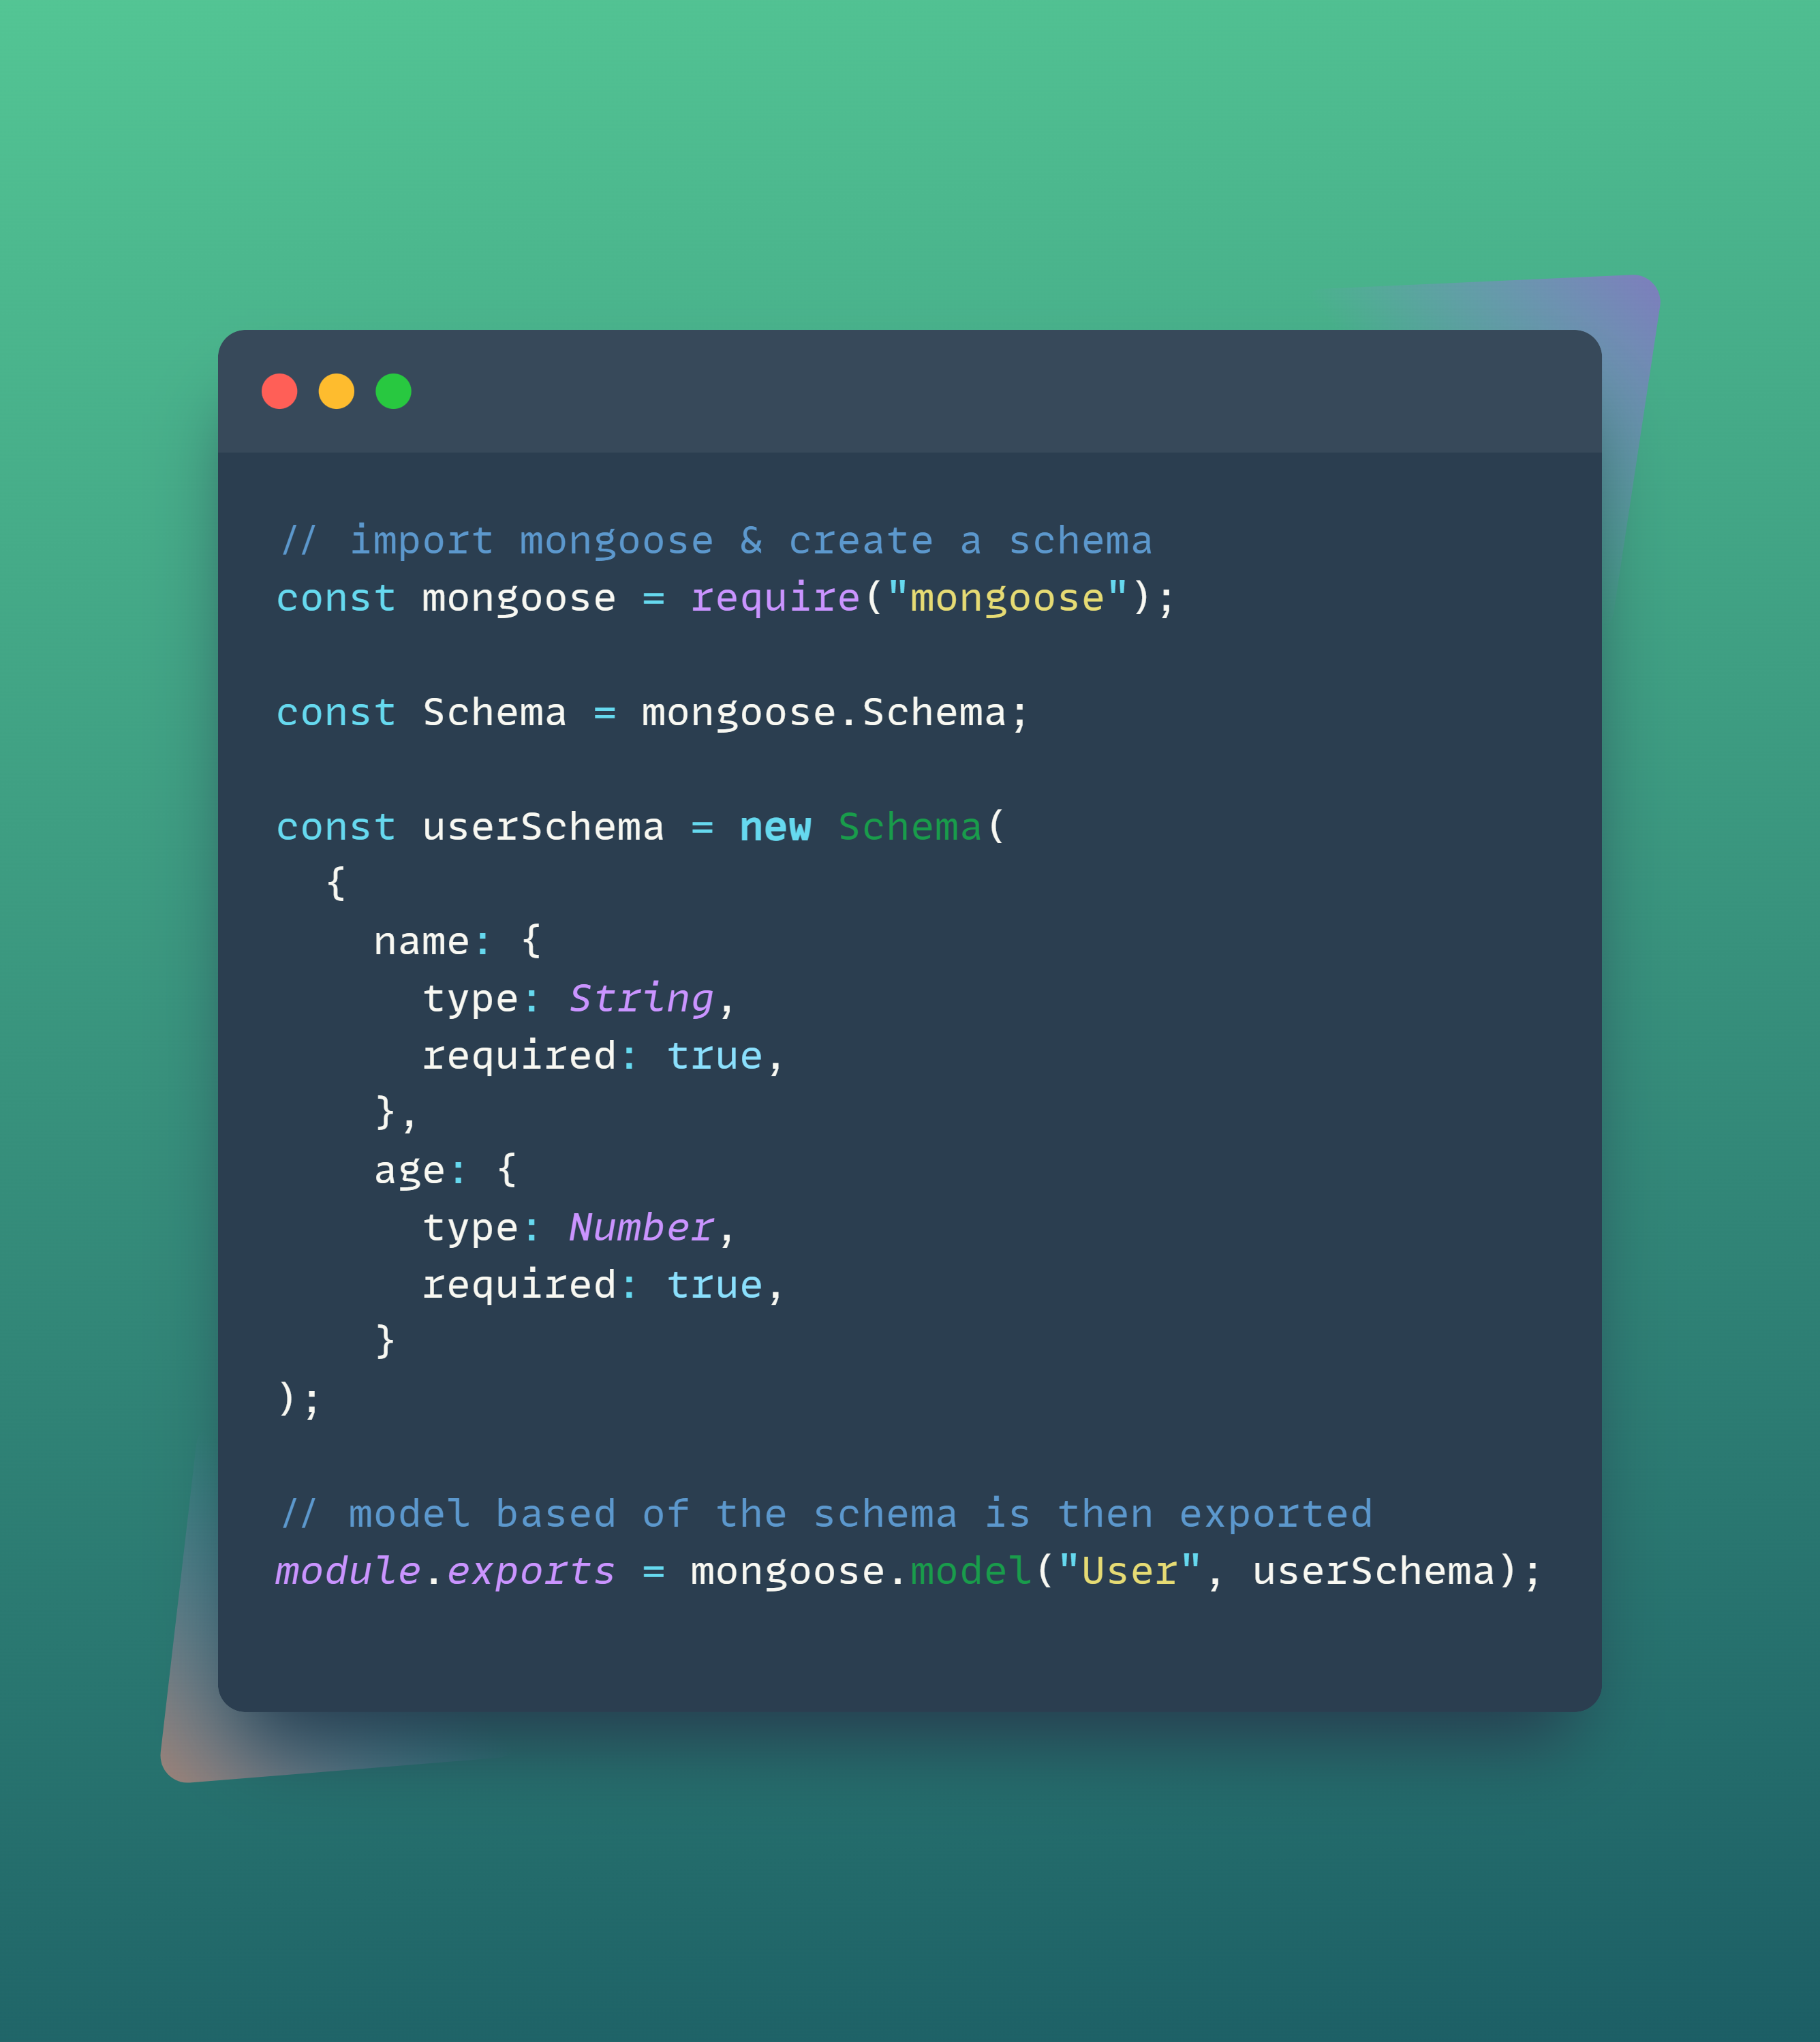 // import mongoose & create a schema
const mongoose = require("mongoose");
const Schema = mongoose.Schema;
const userSchema = new Schema(
  {
    name: {
      type: String,
      required: true,
    },
    age: {
      type: Number,
      required: true,
    }
);
// model based of the schema is then exported
module.exports = mongoose.model("User", userSchema);